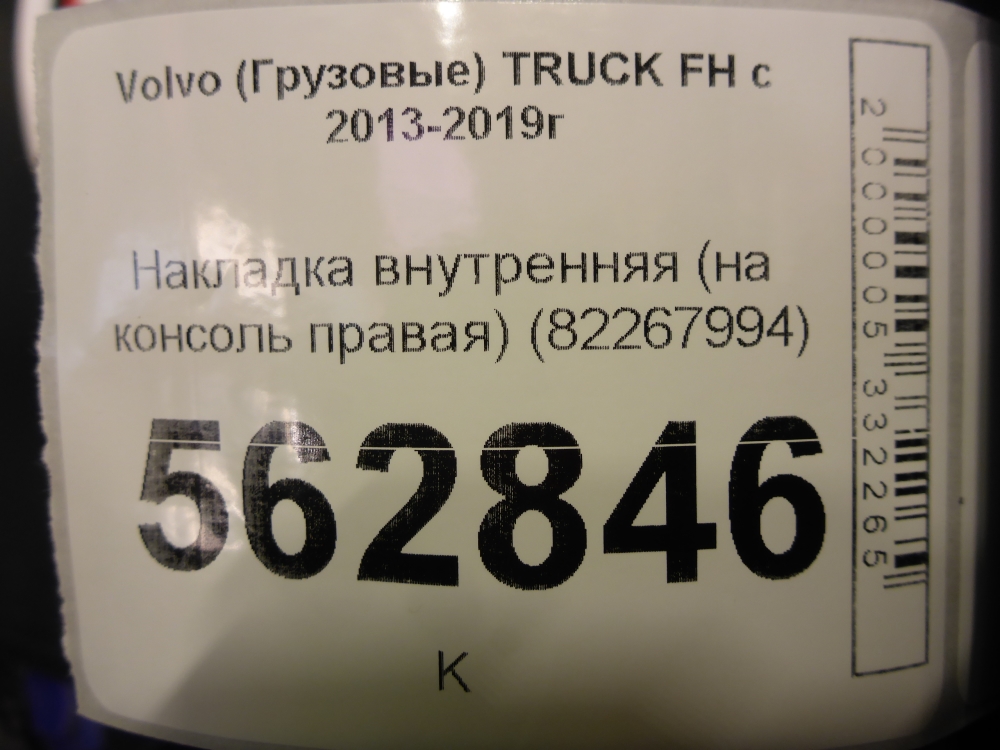 Volvo (Грузовые) TRUCK FH с
2013-2019г
Накладка внутренняя (на
консоль правая) (82267994)
562846
К
2000005332265